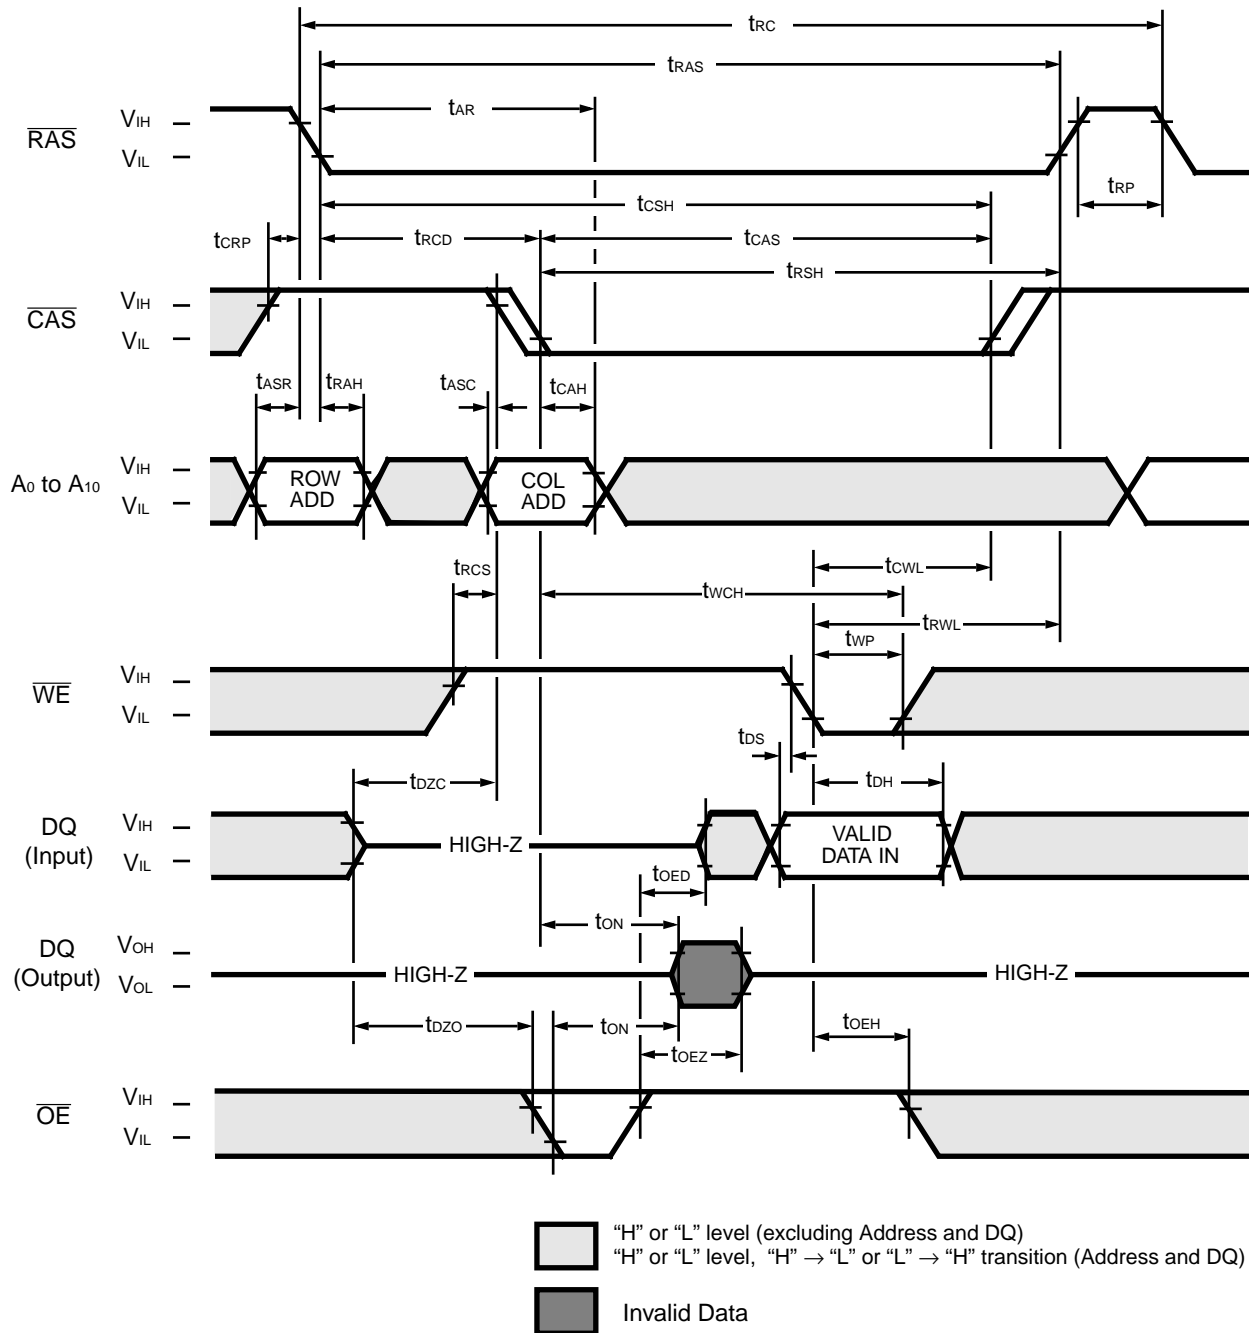 tRC
tRAS
tAR
RAS
VIH
VIL
tRP
tCSH
tCRP
tRCD
tCAS
tRSH
CAS
VIH
VIL
tASR
tRAH
tASC
tCAH
A0 to A10
VIH
VIL
ROW
ADD
COL
ADD
tRCS
tCWL
tWCH
tRWL
tWP
WE
VIH
VIL
tDS
tDZC
tDH
DQ
(Input)
VIH
VIL
HIGH-Z
VALID
DATA IN
tOED
tON
DQ
(Output)
VOH
VOL
HIGH-Z
HIGH-Z
tDZO
tON
tOEH
tOEZ
OE
VIH
VIL
“H” or “L” level (excluding Address and DQ)
“H” or “L” level, “H” → “L” or “L” → “H” transition (Address and DQ)
Invalid Data